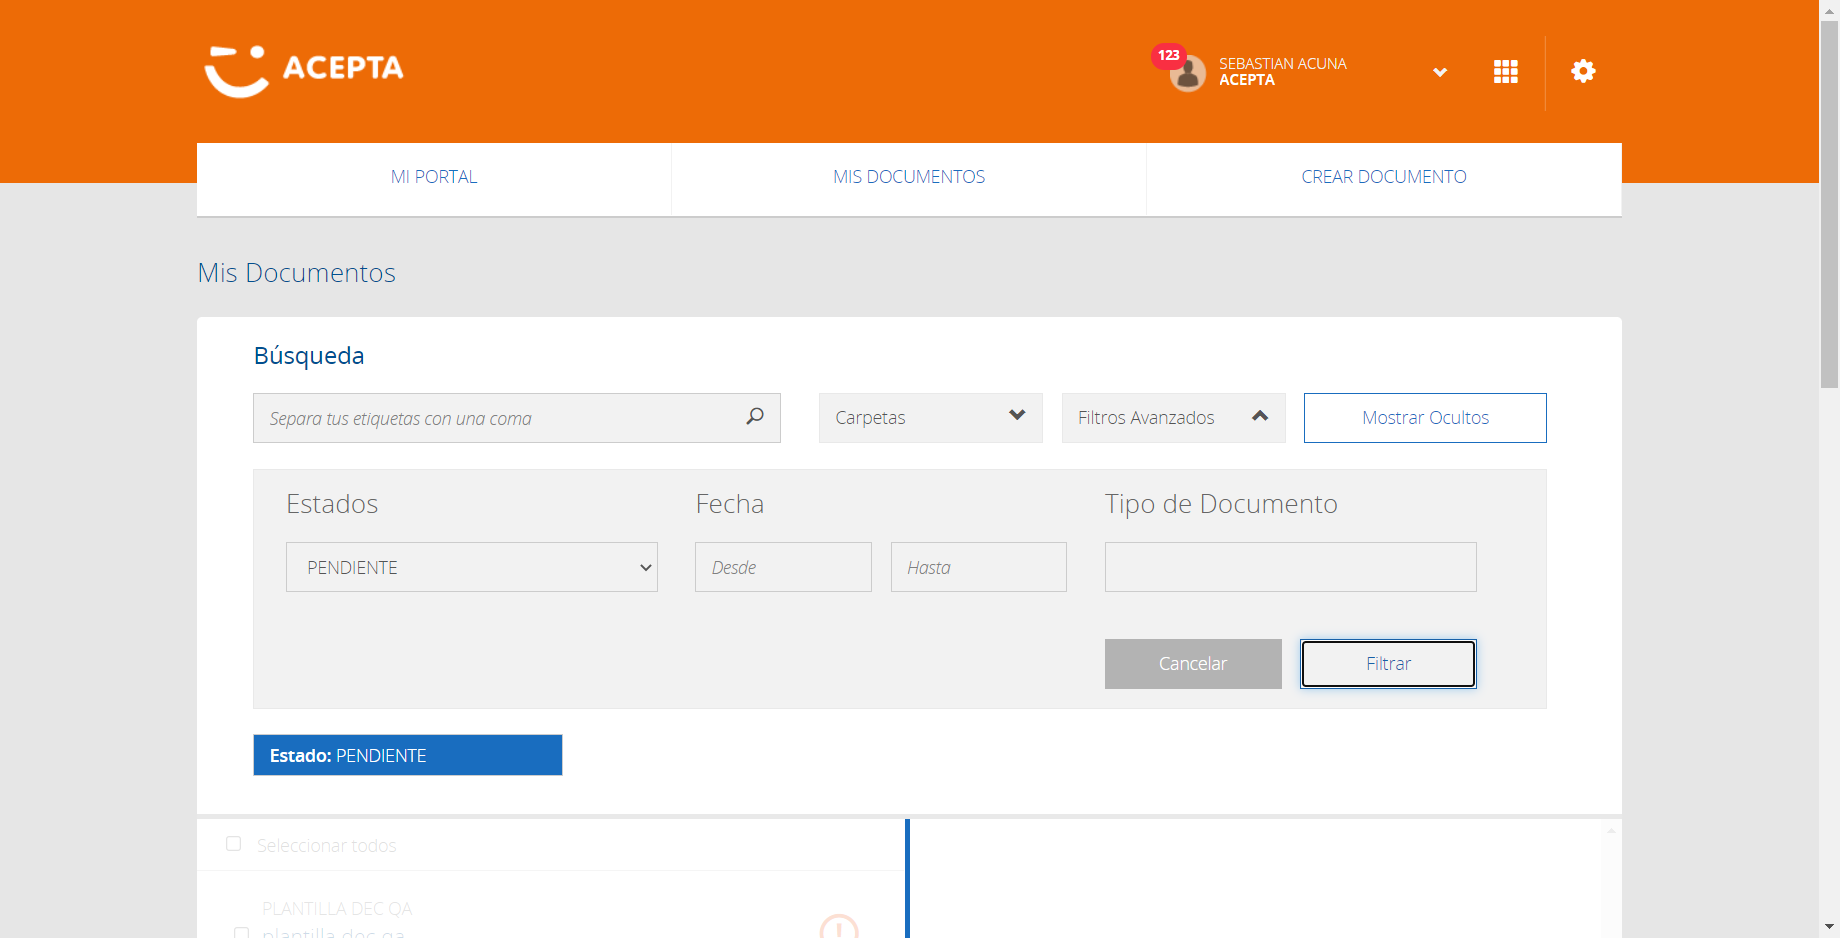 ACEPTA
123
SEBASTIAN ACUNA
ACEPTA
MI PORTAL
MIS DOCUMENTOS
CREAR DOCUMENTO
Mis Documentos
Búsqueda
Separa tus etiquetas con una coma
Carpetas
Filtros Avanzados
Mostrar Ocultos
Estados
Fecha
Tipo de Documento
PENDIENTE
Desde
Hasta
Cancelar
Filtrar
Estado: PENDIENTE
Seleccionar todos
PLANTILLA DEC QA
plantilla dec qa